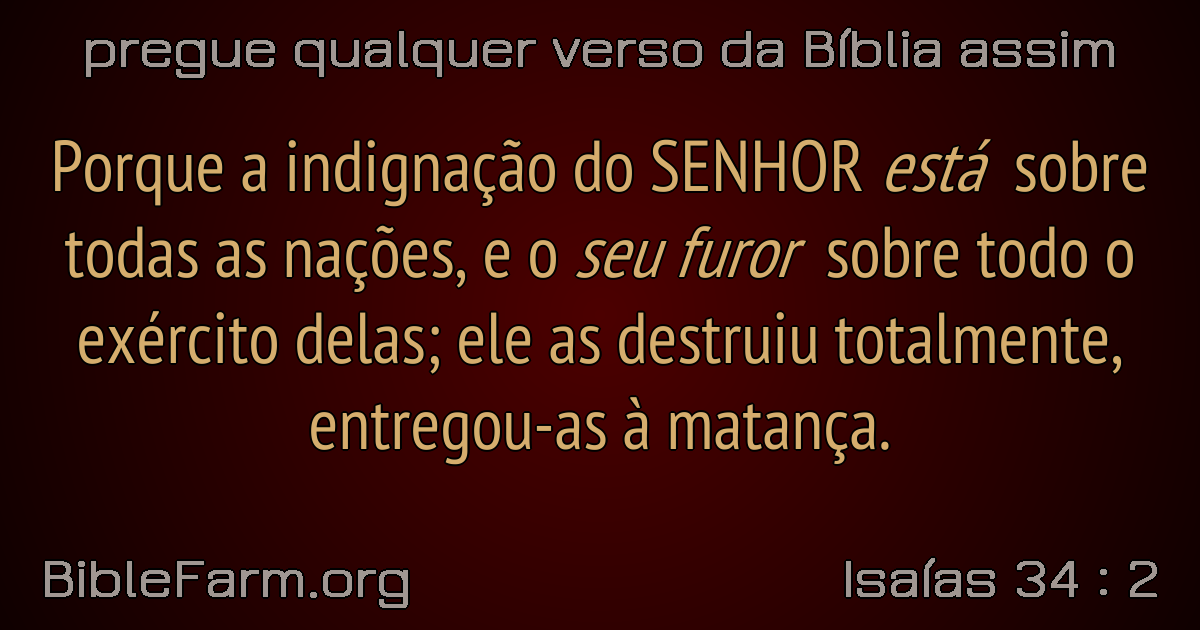 pregue qualquer verso da Bíblia assim
Porque a indignação do SENHOR está sobre
todas as nações, e o seu furor sobre todo o
exército delas; ele as destruiu totalmente,
entregou-as à matança.
BibleFarm.org
Isaías 34 : 2